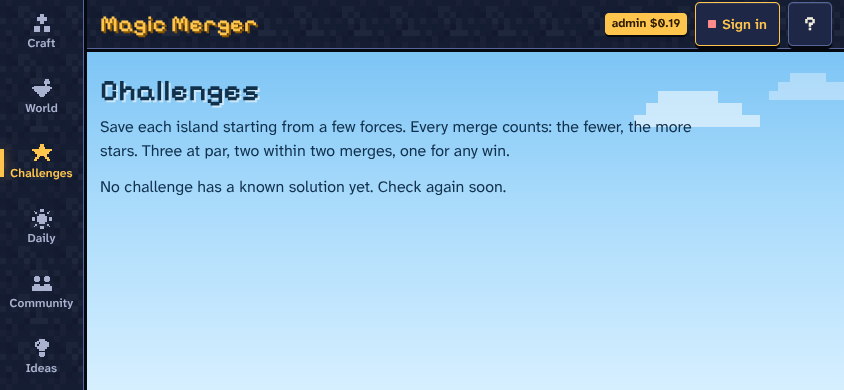 Magic Merger
admin $0.19
Sign in
?
Craft
World
Challenges
Daily
Community
Ideas
Challenges
Save each island starting from a few forces. Every merge counts: the fewer, the more
stars. Three at par, two within two merges, one for any win.
No challenge has a known solution yet. Check again soon.